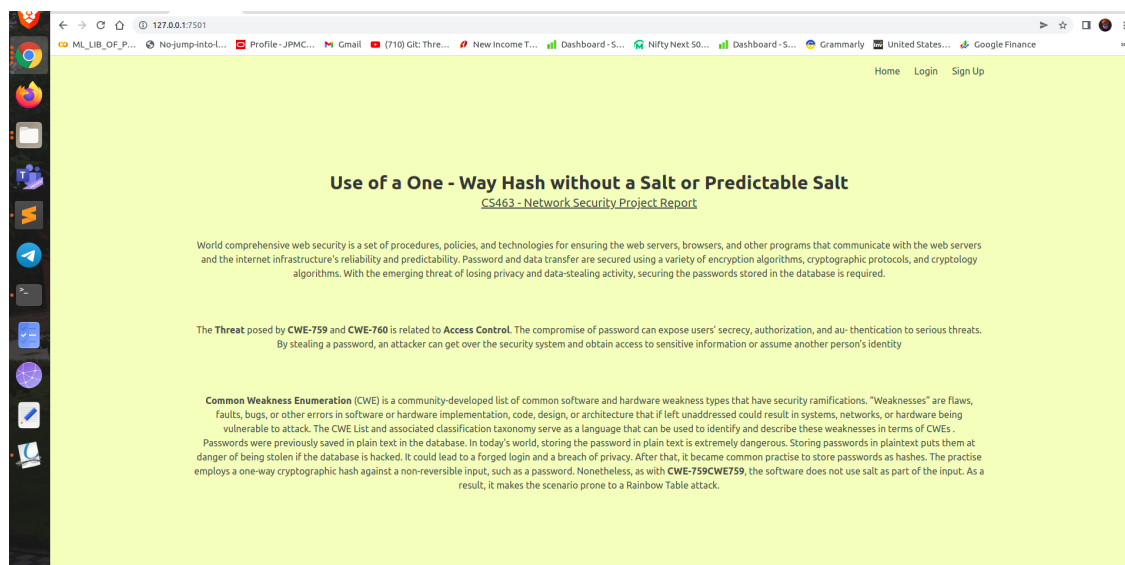 127.0.0.1:7501
ML_LIB_OF_P... No-jump-into-l... Profile - JPMC... Gmail (710) Git: Thre... New Income T... Dashboard - S... Nifty Next 50... Dashboard - S... Grammarly United States... Google Finance »
Home Login Sign Up
Use of a One - Way Hash without a Salt or Predictable Salt
CS463 - Network Security Project Report
World comprehensive web security is a set of procedures, policies, and technologies for ensuring the web servers, browsers, and other programs that communicate with the web servers
and the internet infrastructure's reliability and predictability. Password and data transfer are secured using a variety of encryption algorithms, cryptographic protocols, and cryptology
algorithms. With the emerging threat of losing privacy and data-stealing activity, securing the passwords stored in the database is required.
The Threat posed by CWE-759 and CWE-760 is related to Access Control. The compromise of password can expose users' secrecy, authorization, and au- thentication to serious threats.
By stealing a password, an attacker can get over the security system and obtain access to sensitive information or assume another person's identity
Common Weakness Enumeration (CWE) is a community-developed list of common software and hardware weakness types that have security ramifications. "Weaknesses" are flaws,
faults, bugs, or other errors in software or hardware implementation, code, design, or architecture that if left unaddressed could result in systems, networks, or hardware being
vulnerable to attack. The CWE List and associated classification taxonomy serve as a language that can be used to identify and describe these weaknesses in terms of CWEs .
Passwords were previously saved in plain text in the database. In today's world, storing the password in plain text is extremely dangerous. Storing passwords in plaintext puts them at
danger of being stolen if the database is hacked. It could lead to a forged login and a breach of privacy. After that, it became common practise to store passwords as hashes. The practise
employs a one-way cryptographic hash against a non-reversible input, such as a password. Nonetheless, as with CWE-759CWE759, the software does not use salt as part of the input. As a
result, it makes the scenario prone to a Rainbow Table attack.